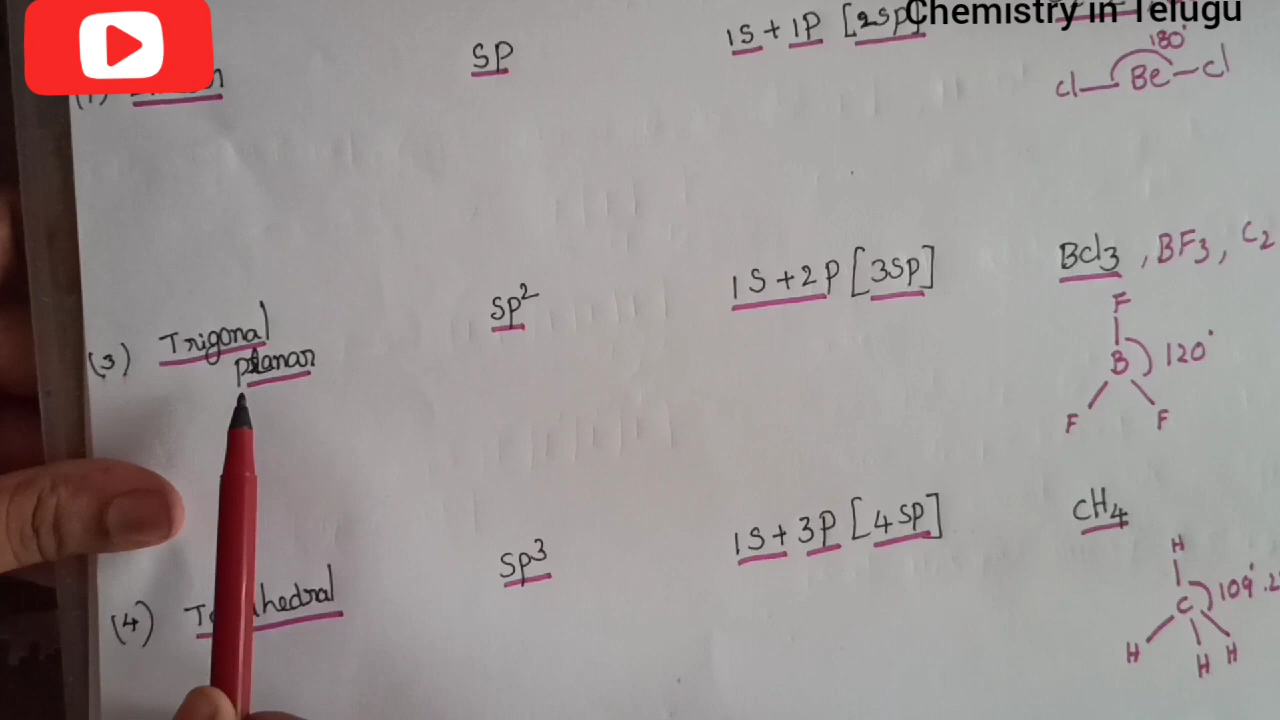 Chemistry in Telugu
SP 1S + 1P [2SP]
180°
Cl—Be—Cl
(3) Trigonal planar SP² 1S + 2P [3SP] BCl3 , BF3, C2
F
B 120°
F F
(4) SP³ 1S + 3P [4SP] CH4
H
C 109°.2
H H H